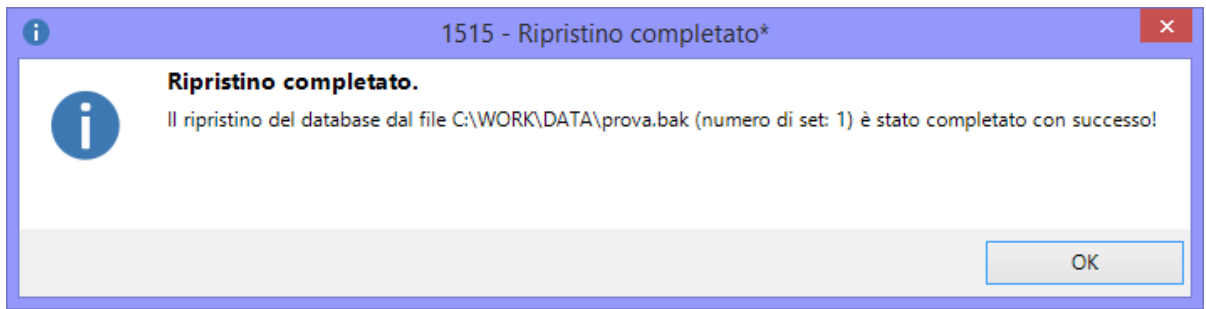 1515 - Ripristino completato*
Ripristino completato.
Il ripristino del database dal file C:\WORK\DATA\prova.bak (numero di set: 1) è stato completato con successo!
OK